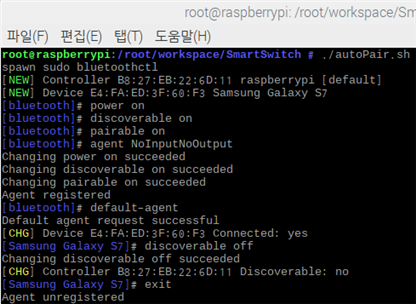 root@raspberrypi: /root/workspace/Sm
파일(F) 편집(E) 탭(T) 도움말(H)
root@raspberrypi:/root/workspace/SmartSwitch # ./autoPair.sh
spawn sudo bluetoothctl
[NEW] Controller B8:27:EB:22:6D:11 raspberrypi [default]
[NEW] Device E4:FA:ED:3F:60:F3 Samsung Galaxy S7
[bluetooth]# power on
[bluetooth]# discoverable on
[bluetooth]# pairable on
[bluetooth]# agent NoInputNoOutput
Changing power on succeeded
Changing discoverable on succeeded
Changing pairable on succeeded
Agent registered
[bluetooth]# default-agent
Default agent request successful
[CHG] Device E4:FA:ED:3F:60:F3 Connected: yes
[Samsung Galaxy S7]# discoverable off
Changing discoverable off succeeded
[CHG] Controller B8:27:EB:22:6D:11 Discoverable: no
[Samsung Galaxy S7]# exit
Agent unregistered